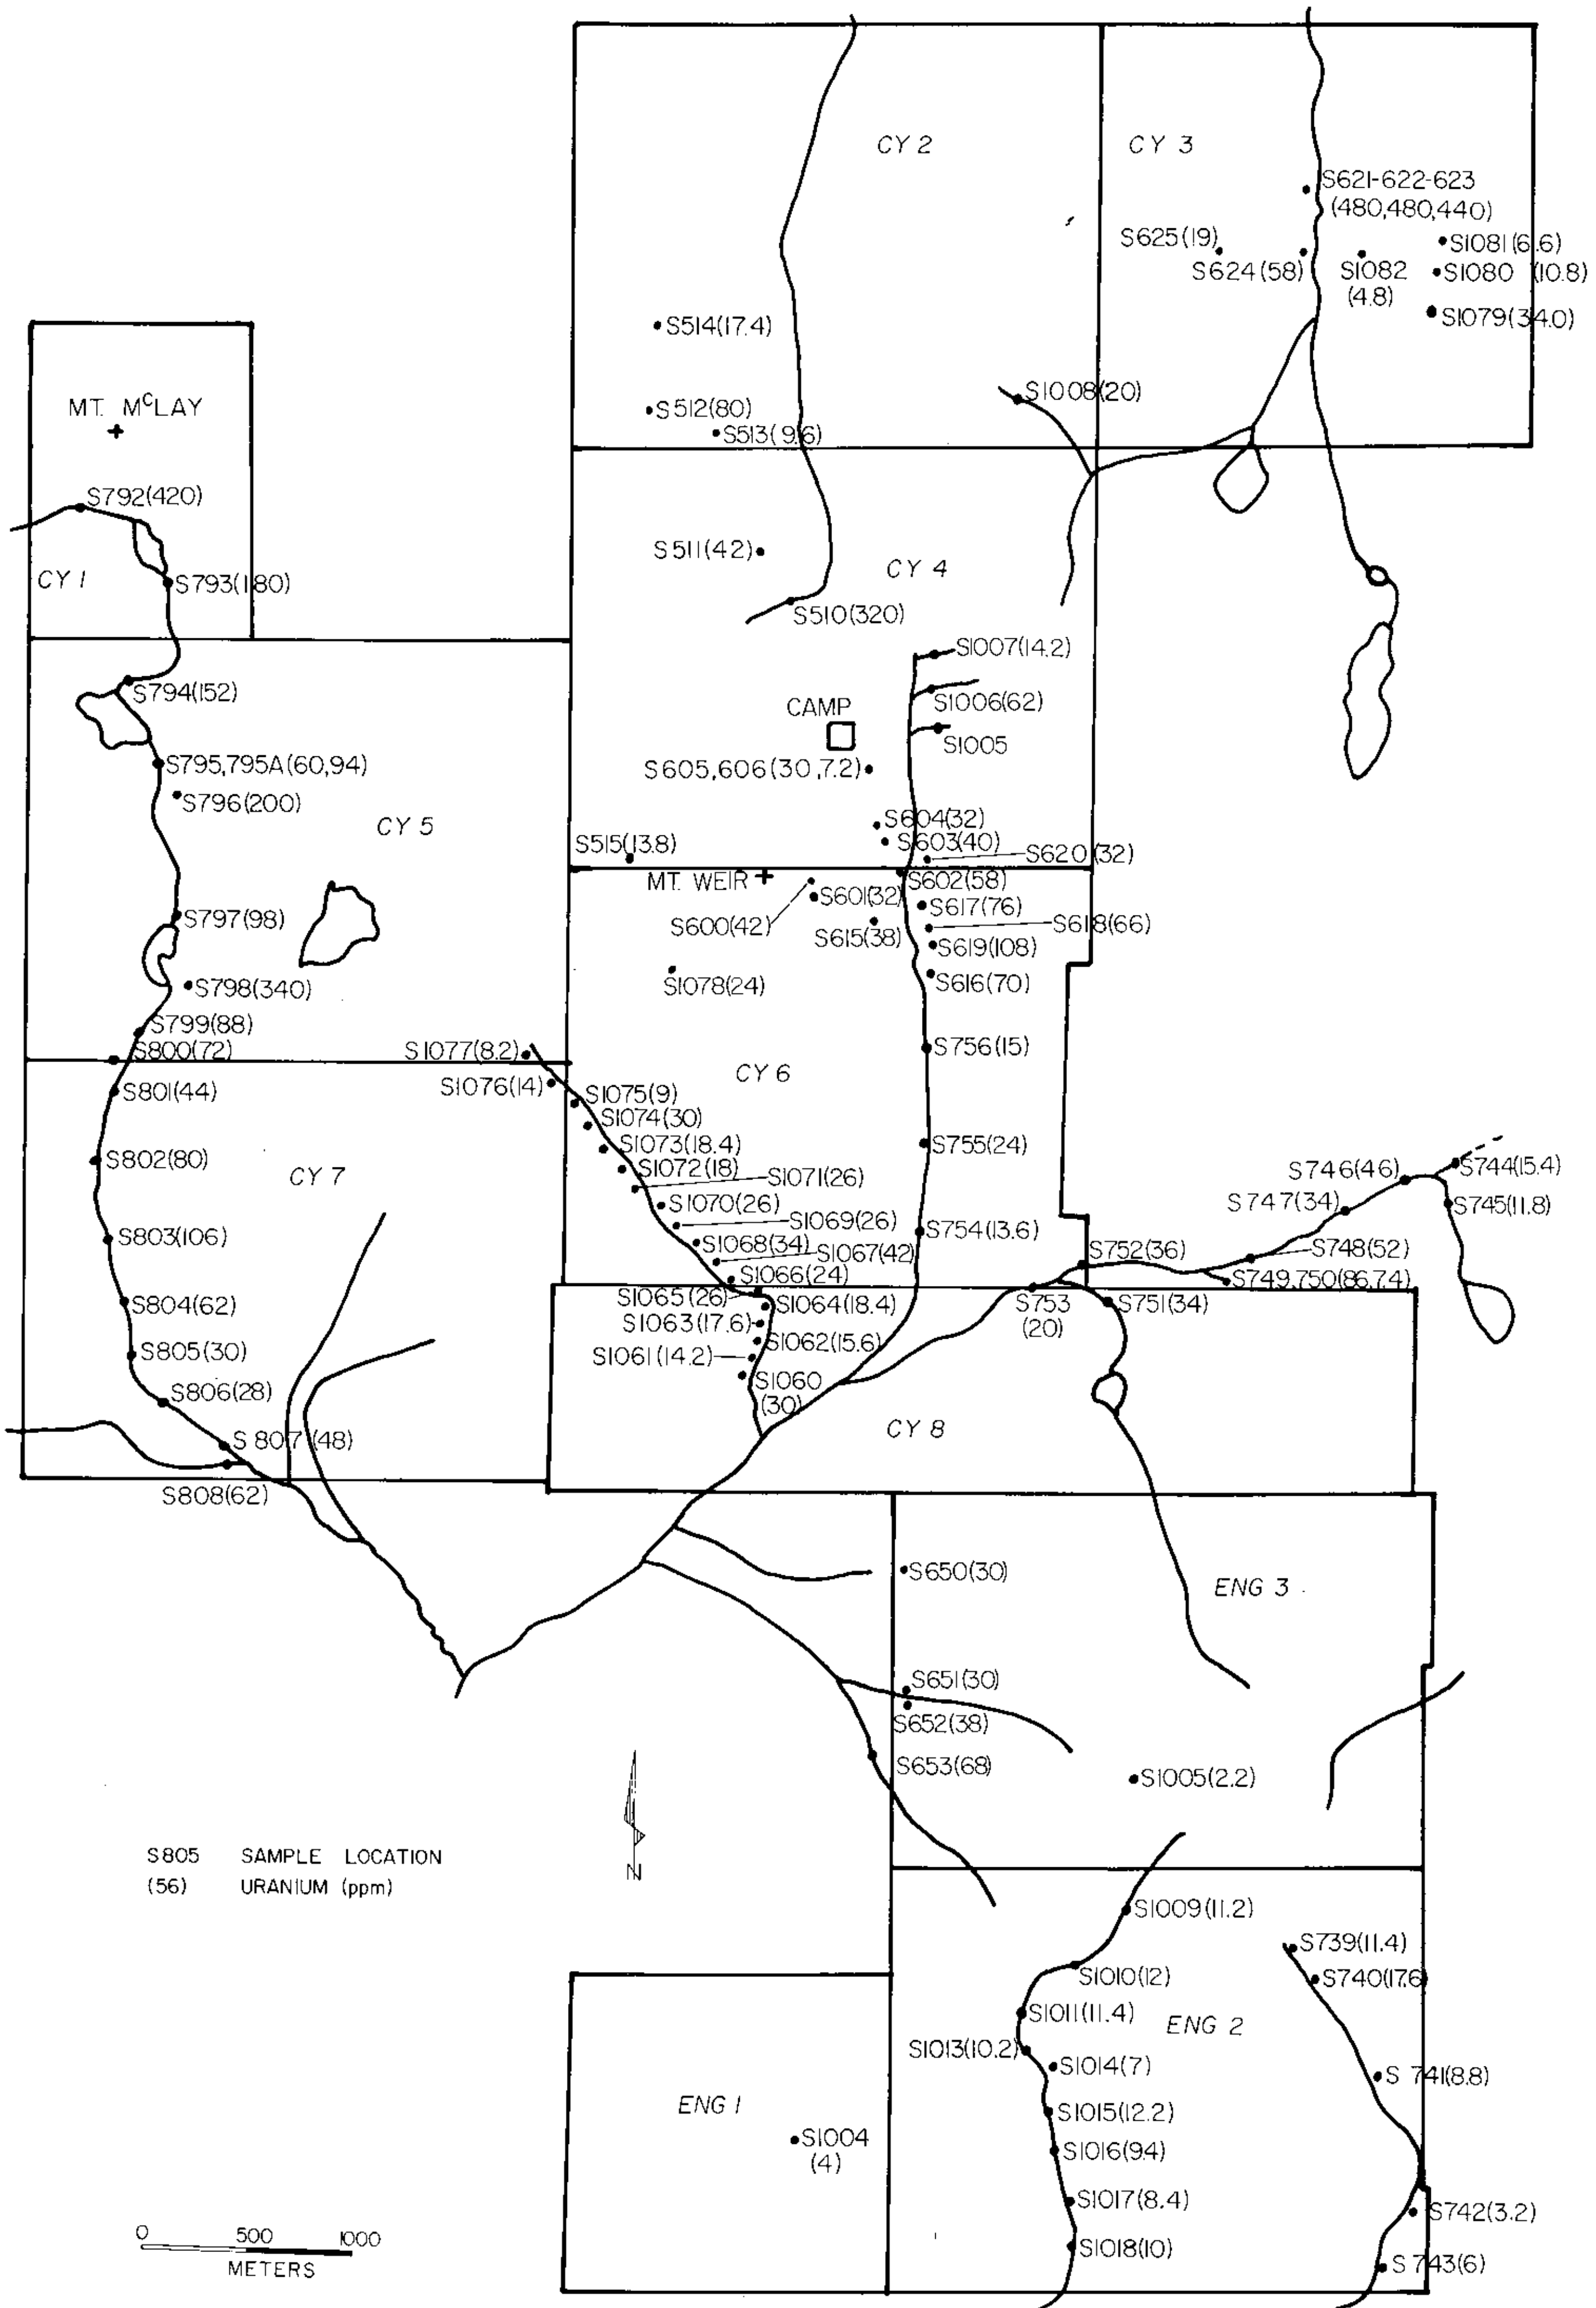 CY 2
CY 3
S621-622-623
(480,480,440)
S625(19)
S624(58)
S1082
(4.8)
S1081(6.6)
S1080 (10.8)
S1079(34.0)
S514(17.4)
S512(80)
S513(9.6)
S1008(20)
MT. McLAY
S792(420)
CY 1
S793(180)
S511(42)
CY 4
S510(320)
S1007(14.2)
S794(152)
S1006(62)
CAMP
S1005
S795,795A(60,94)
S605,606(30,7.2)
S796(200)
CY 5
S604(32)
S603(40)
S515(13.8)
S620(32)
MT. WEIR
S602(58)
S601(32)
S617(76)
S600(42)
S618(66)
S615(38)
S619(108)
S797(98)
S616(70)
S1078(24)
S798(340)
S799(88)
S800(72)
S1077(8.2)
S756(15)
CY 6
S1076(14)
S801(44)
S1075(9)
S1074(30)
S1073(18.4)
S755(24)
S802(80)
CY 7
S1072(18)
S1071(26)
S746(46)
S744(15.4)
S1070(26)
S747(34)
S745(11.8)
S1069(26)
S803(106)
S1068(34)
S754(13.6)
S1067(42)
S752(36)
S748(52)
S1066(24)
S749,750(86,74)
S1065(26)
S1064(18.4)
S804(62)
S753
(20)
S751(34)
S1063(17.6)
S1062(15.6)
S805(30)
S1061(14.2)
S1060
(30)
S806(28)
CY 8
S 807(48)
S808(62)
S650(30)
ENG 3
S651(30)
S652(38)
S653(68)
S1005(2.2)
S805 SAMPLE LOCATION
(56) URANIUM (ppm)
N
S1009(11.2)
S739(11.4)
S1010(12)
S740(17.6)
S1011(11.4)
ENG 2
S1013(10.2)
S1014(7)
S 741(8.8)
ENG 1
S1015(12.2)
S1004
(4)
S1016(9.4)
S1017(8.4)
S742(3.2)
S1018(10)
S 743(6)
0 500 1000
METERS